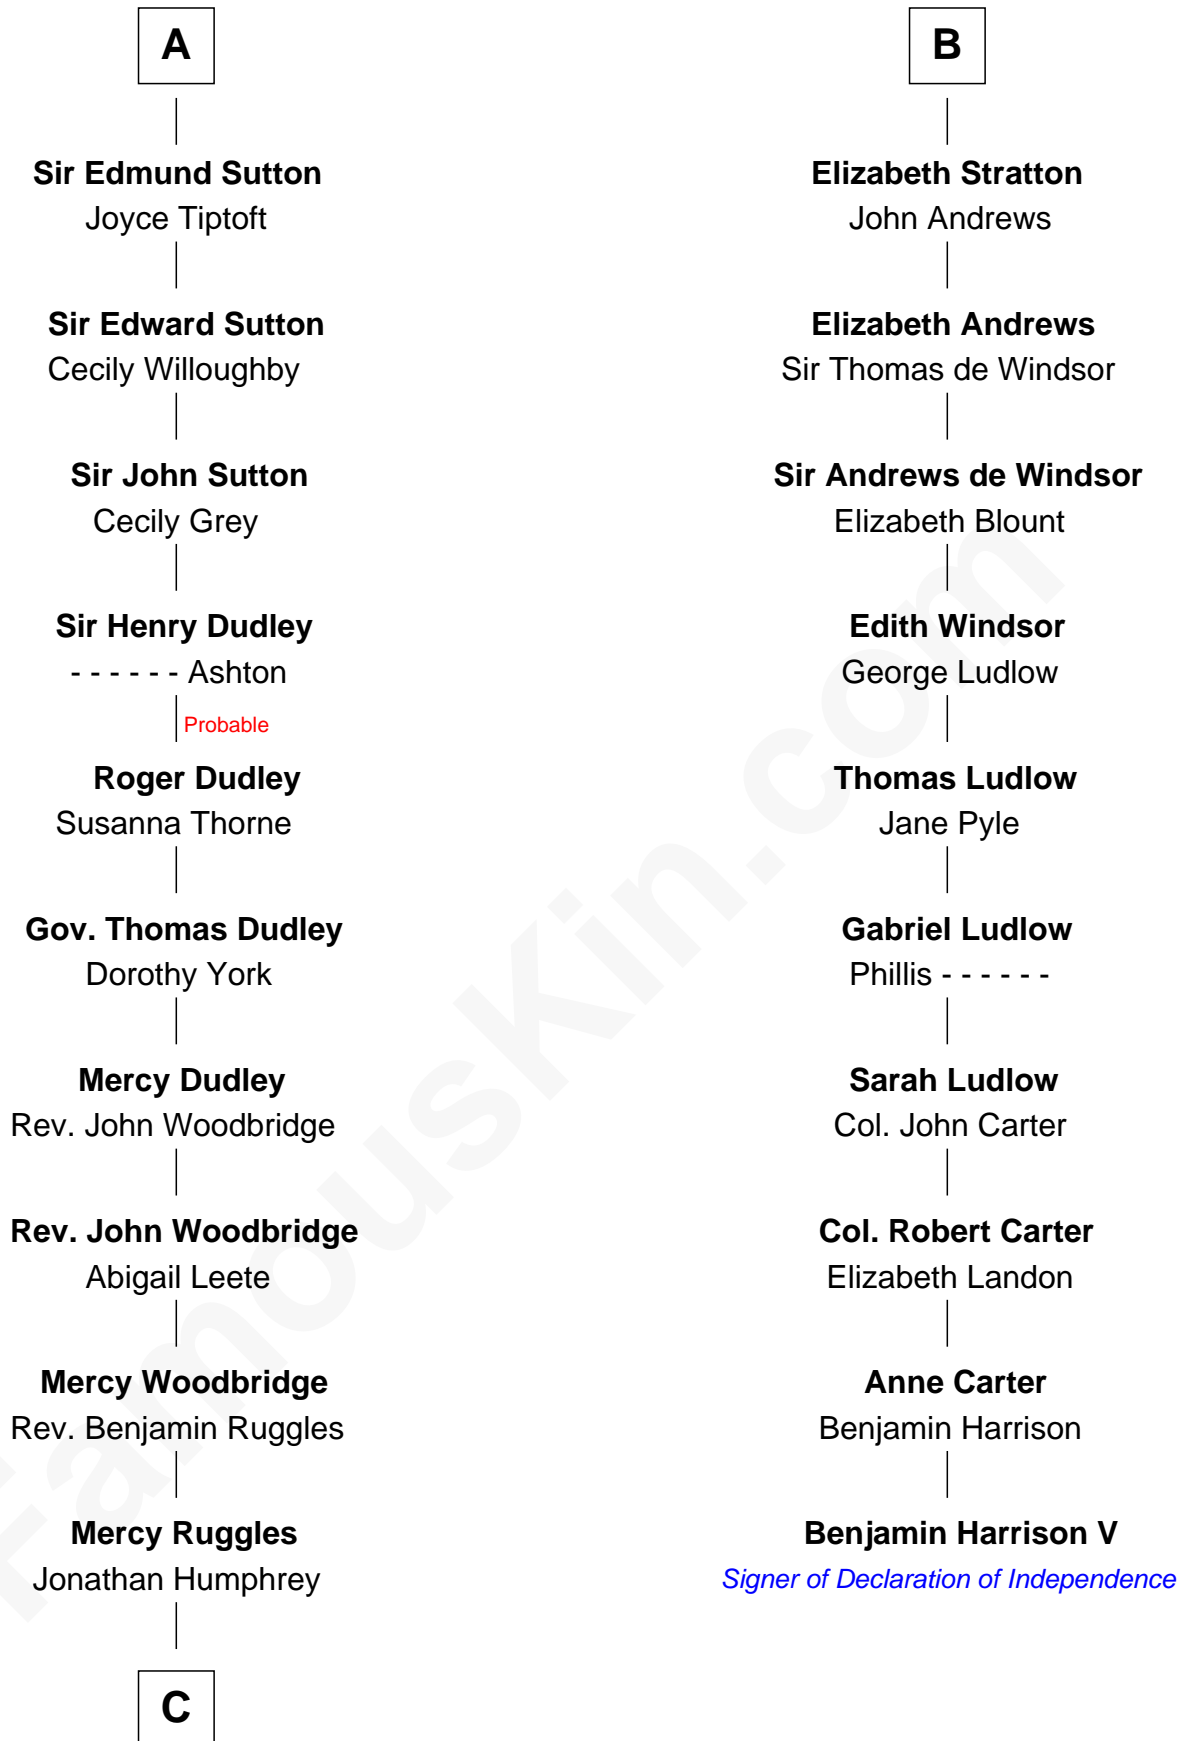 A
Sir Edmund Sutton
Joyce Tiptoft
Sir Edward Sutton
Cecily Willoughby
Sir John Sutton
Cecily Grey
Sir Henry Dudley
- - - - - - Ashton
Probable
Roger Dudley
Susanna Thorne
Gov. Thomas Dudley
Dorothy York
Mercy Dudley
Rev. John Woodbridge
Rev. John Woodbridge
Abigail Leete
Mercy Woodbridge
Rev. Benjamin Ruggles
Mercy Ruggles
Jonathan Humphrey
C
B
Elizabeth Stratton
John Andrews
Elizabeth Andrews
Sir Thomas de Windsor
Sir Andrews de Windsor
Elizabeth Blount
Edith Windsor
George Ludlow
Thomas Ludlow
Jane Pyle
Gabriel Ludlow
Phillis - - - - - -
Sarah Ludlow
Col. John Carter
Col. Robert Carter
Elizabeth Landon
Anne Carter
Benjamin Harrison
Benjamin Harrison V
Signer of Declaration of Independence
FamousKin.com